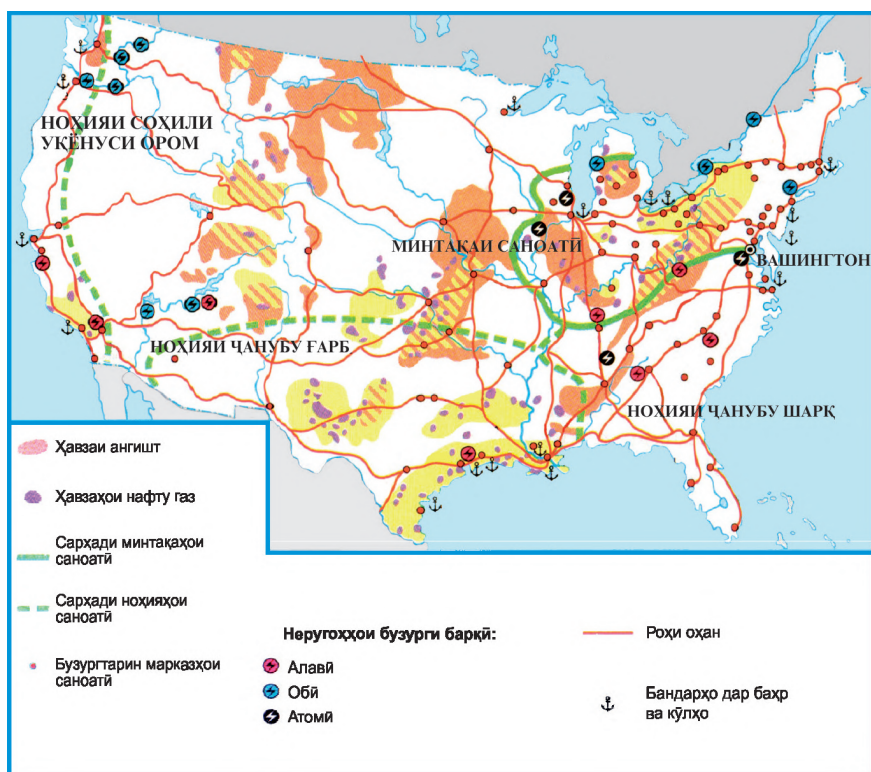 НОҲИЯИ СОҲИЛИ
УҚЁНУСИ ОРОМ
МИНТАҚАИ САНОАТӢ
ВАШИНГТОН
НОҲИЯИ ҶАНУБУ ҒАРБ
НОҲИЯИ ҶАНУБУ ШАРҚ
Ҳавзаи ангишт
Ҳавзаҳои нафту газ
Сарҳади минтақаҳои
саноатӣ
Сарҳади ноҳияҳои
саноатӣ
Бузургтарин марказҳои
саноатӣ
Неругоҳҳои бузурги барқӣ:
Алавӣ
Обӣ
Атомӣ
Роҳи оҳан
Бандарҳо дар баҳр
ва кӯлҳо